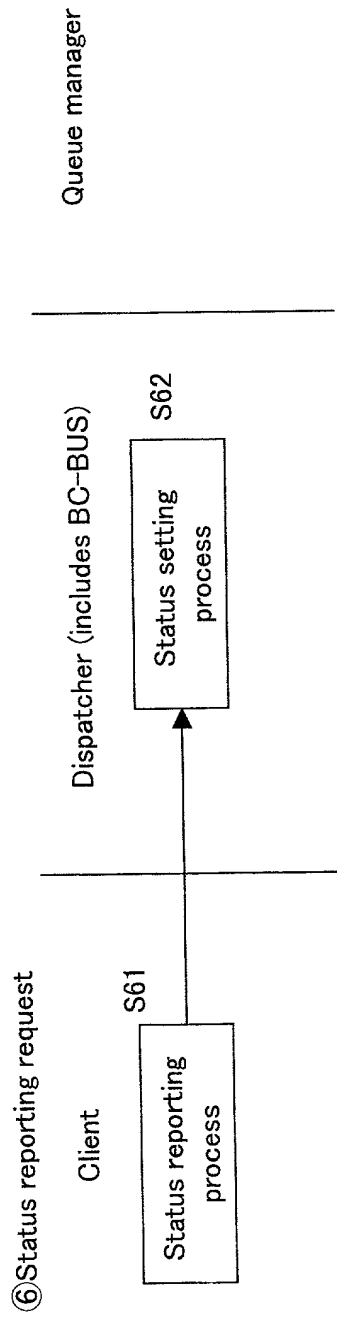 ⑥Status reporting request
Client
Dispatcher (includes BC-BUS)
Queue manager
S61
Status reporting
process
S62
Status setting
process